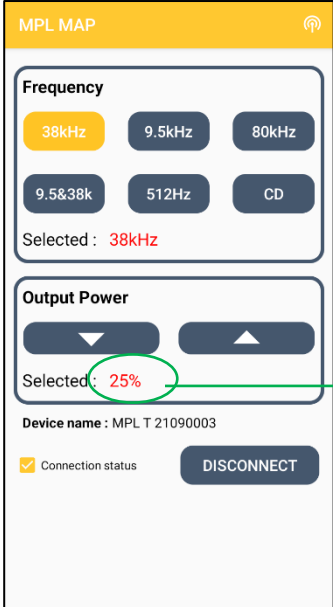 MPL MAP
Frequency
38kHz 9.5kHz 80kHz
9.5&38k 512Hz CD
Selected : 38kHz
Output Power
Selected : 25%
Device name : MPL T 21090003
Connection status DISCONNECT